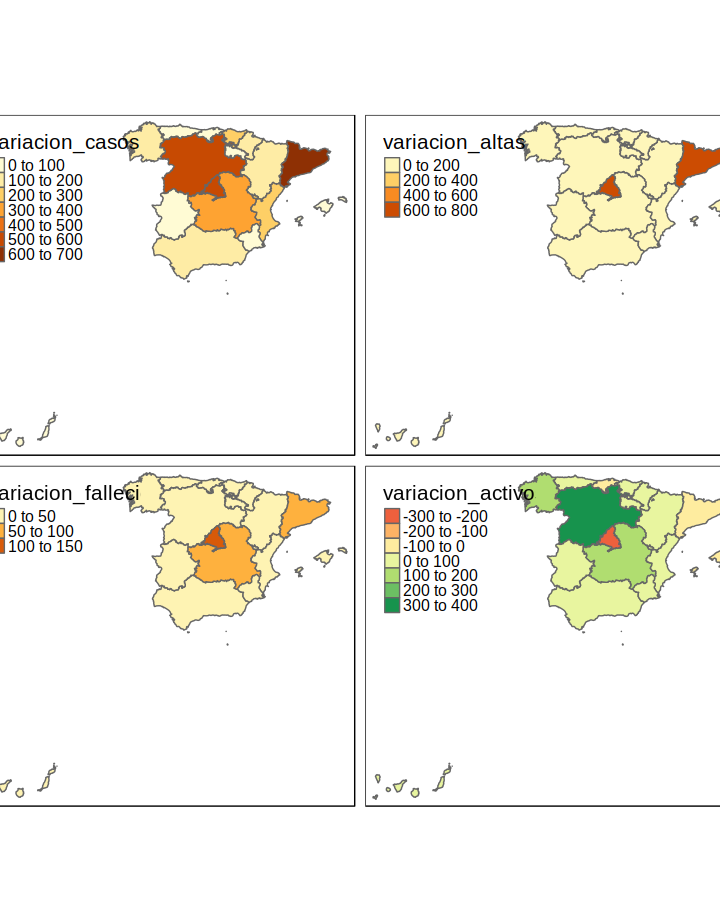 ariacion_casos
0 to 100
100 to 200
200 to 300
300 to 400
400 to 500
500 to 600
600 to 700
variacion_altas
0 to 200
200 to 400
400 to 600
600 to 800
ariacion_falleci
0 to 50
50 to 100
100 to 150
variacion_activo
-300 to -200
-200 to -100
-100 to 0
0 to 100
100 to 200
200 to 300
300 to 400